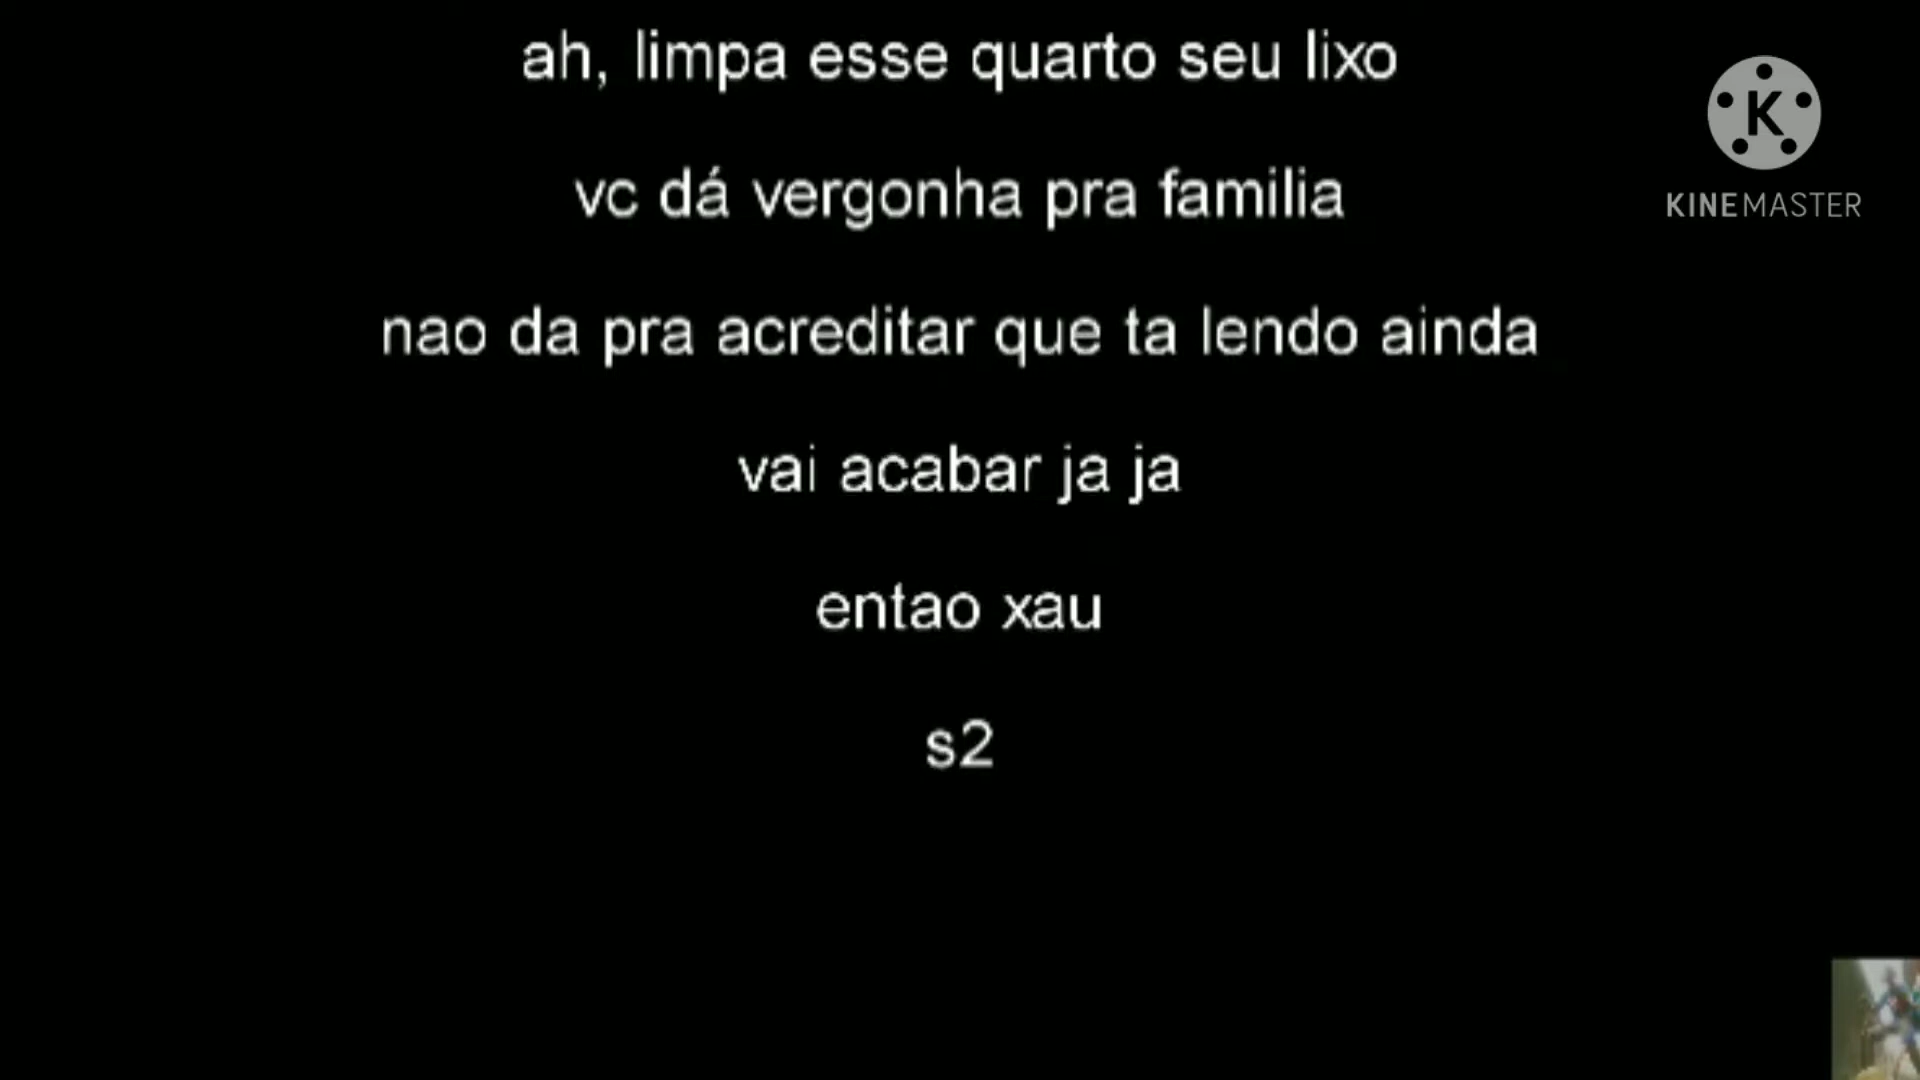 ah, limpa esse quarto seu lixo
vc dá vergonha pra familia
nao da pra acreditar que ta lendo ainda
vai acabar ja ja
entao xau
s2
K
KINEMASTER